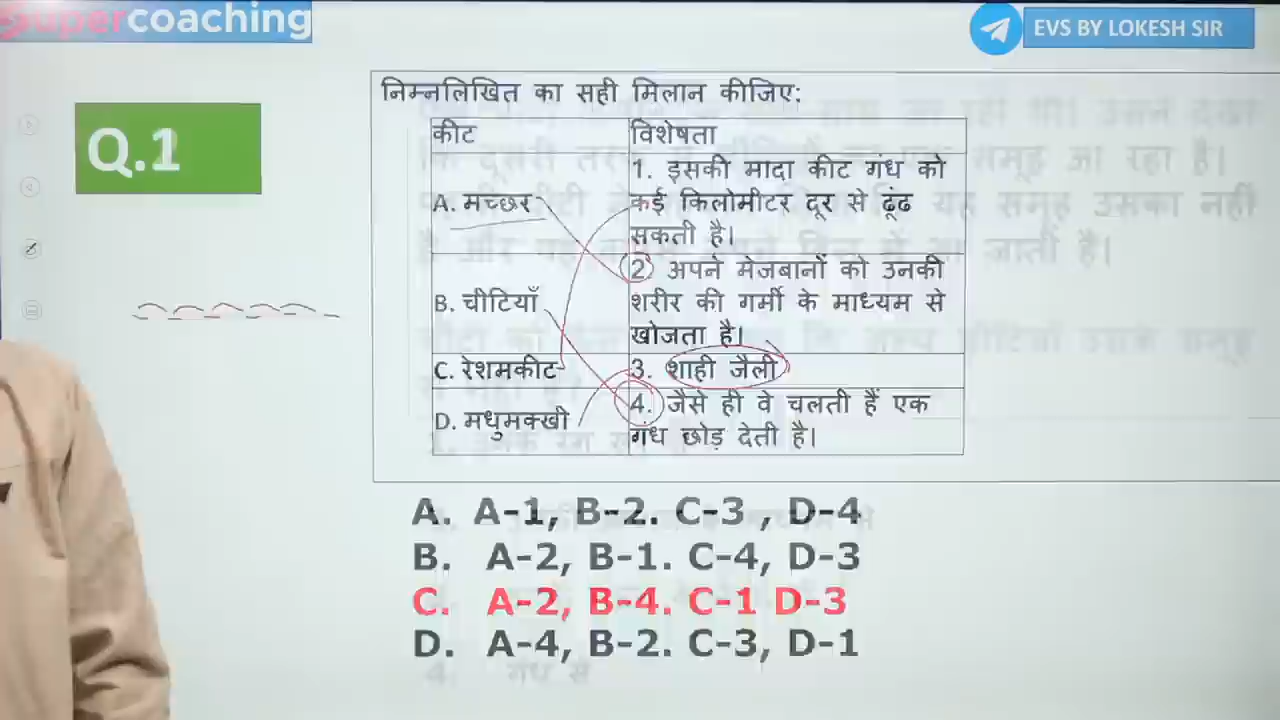 Supercoaching
EVS BY LOKESH SIR
Q.1
निम्नलिखित का सही मिलान कीजिए:
कीट
विशेषता
A. मच्छर
1. इसकी मादा कीट गंध को
कई किलोमीटर दूर से ढूंढ
सकती है।
B. चीटियाँ
2. अपने मेजबानों को उनकी
शरीर की गर्मी के माध्यम से
खोजता है।
C. रेशमकीट
3. शाही जैली
D. मधुमक्खी
4. जैसे ही वे चलती हैं एक
गंध छोड़ देती है।
A. A-1, B-2. C-3 , D-4
B. A-2, B-1. C-4, D-3
C. A-2, B-4. C-1 D-3
D. A-4, B-2. C-3, D-1
4. गंध से